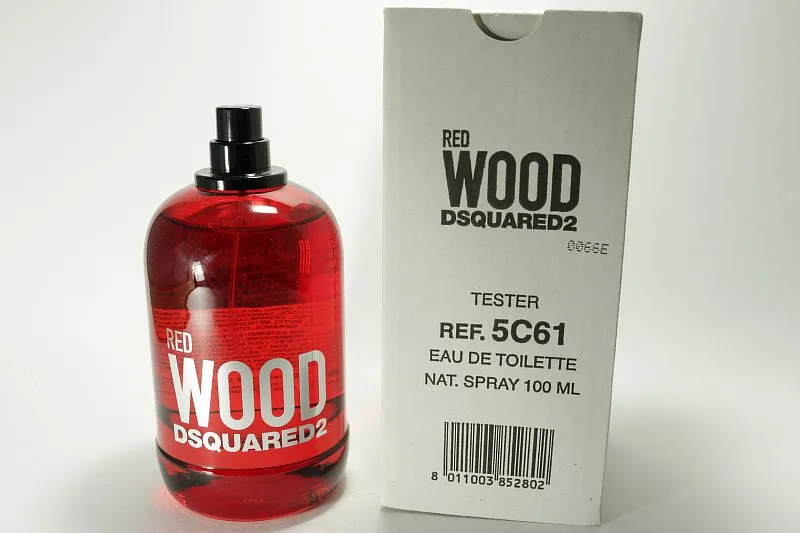 RED
WOOD
DSQUARED2
RED
WOOD
DSQUARED2
0066E
TESTER
REF. 5C61
EAU DE TOILETTE
NAT. SPRAY 100 ML
8 011003 852802